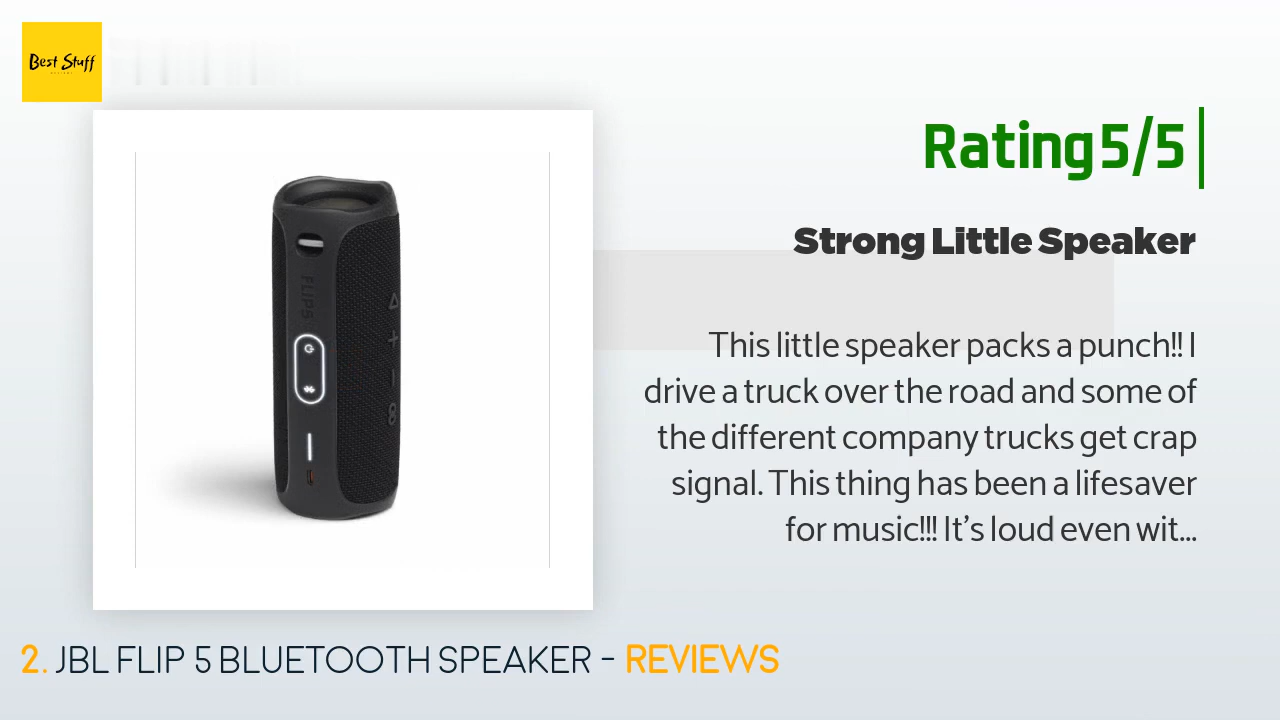 Best Stuff
Rating 5/5
Strong Little Speaker
This little speaker packs a punch!! I
drive a truck over the road and some of
the different company trucks get crap
signal. This thing has been a lifesaver
for music!!! It's loud even wit...
FLIP5
2. JBL FLIP 5 BLUETOOTH SPEAKER - REVIEWS